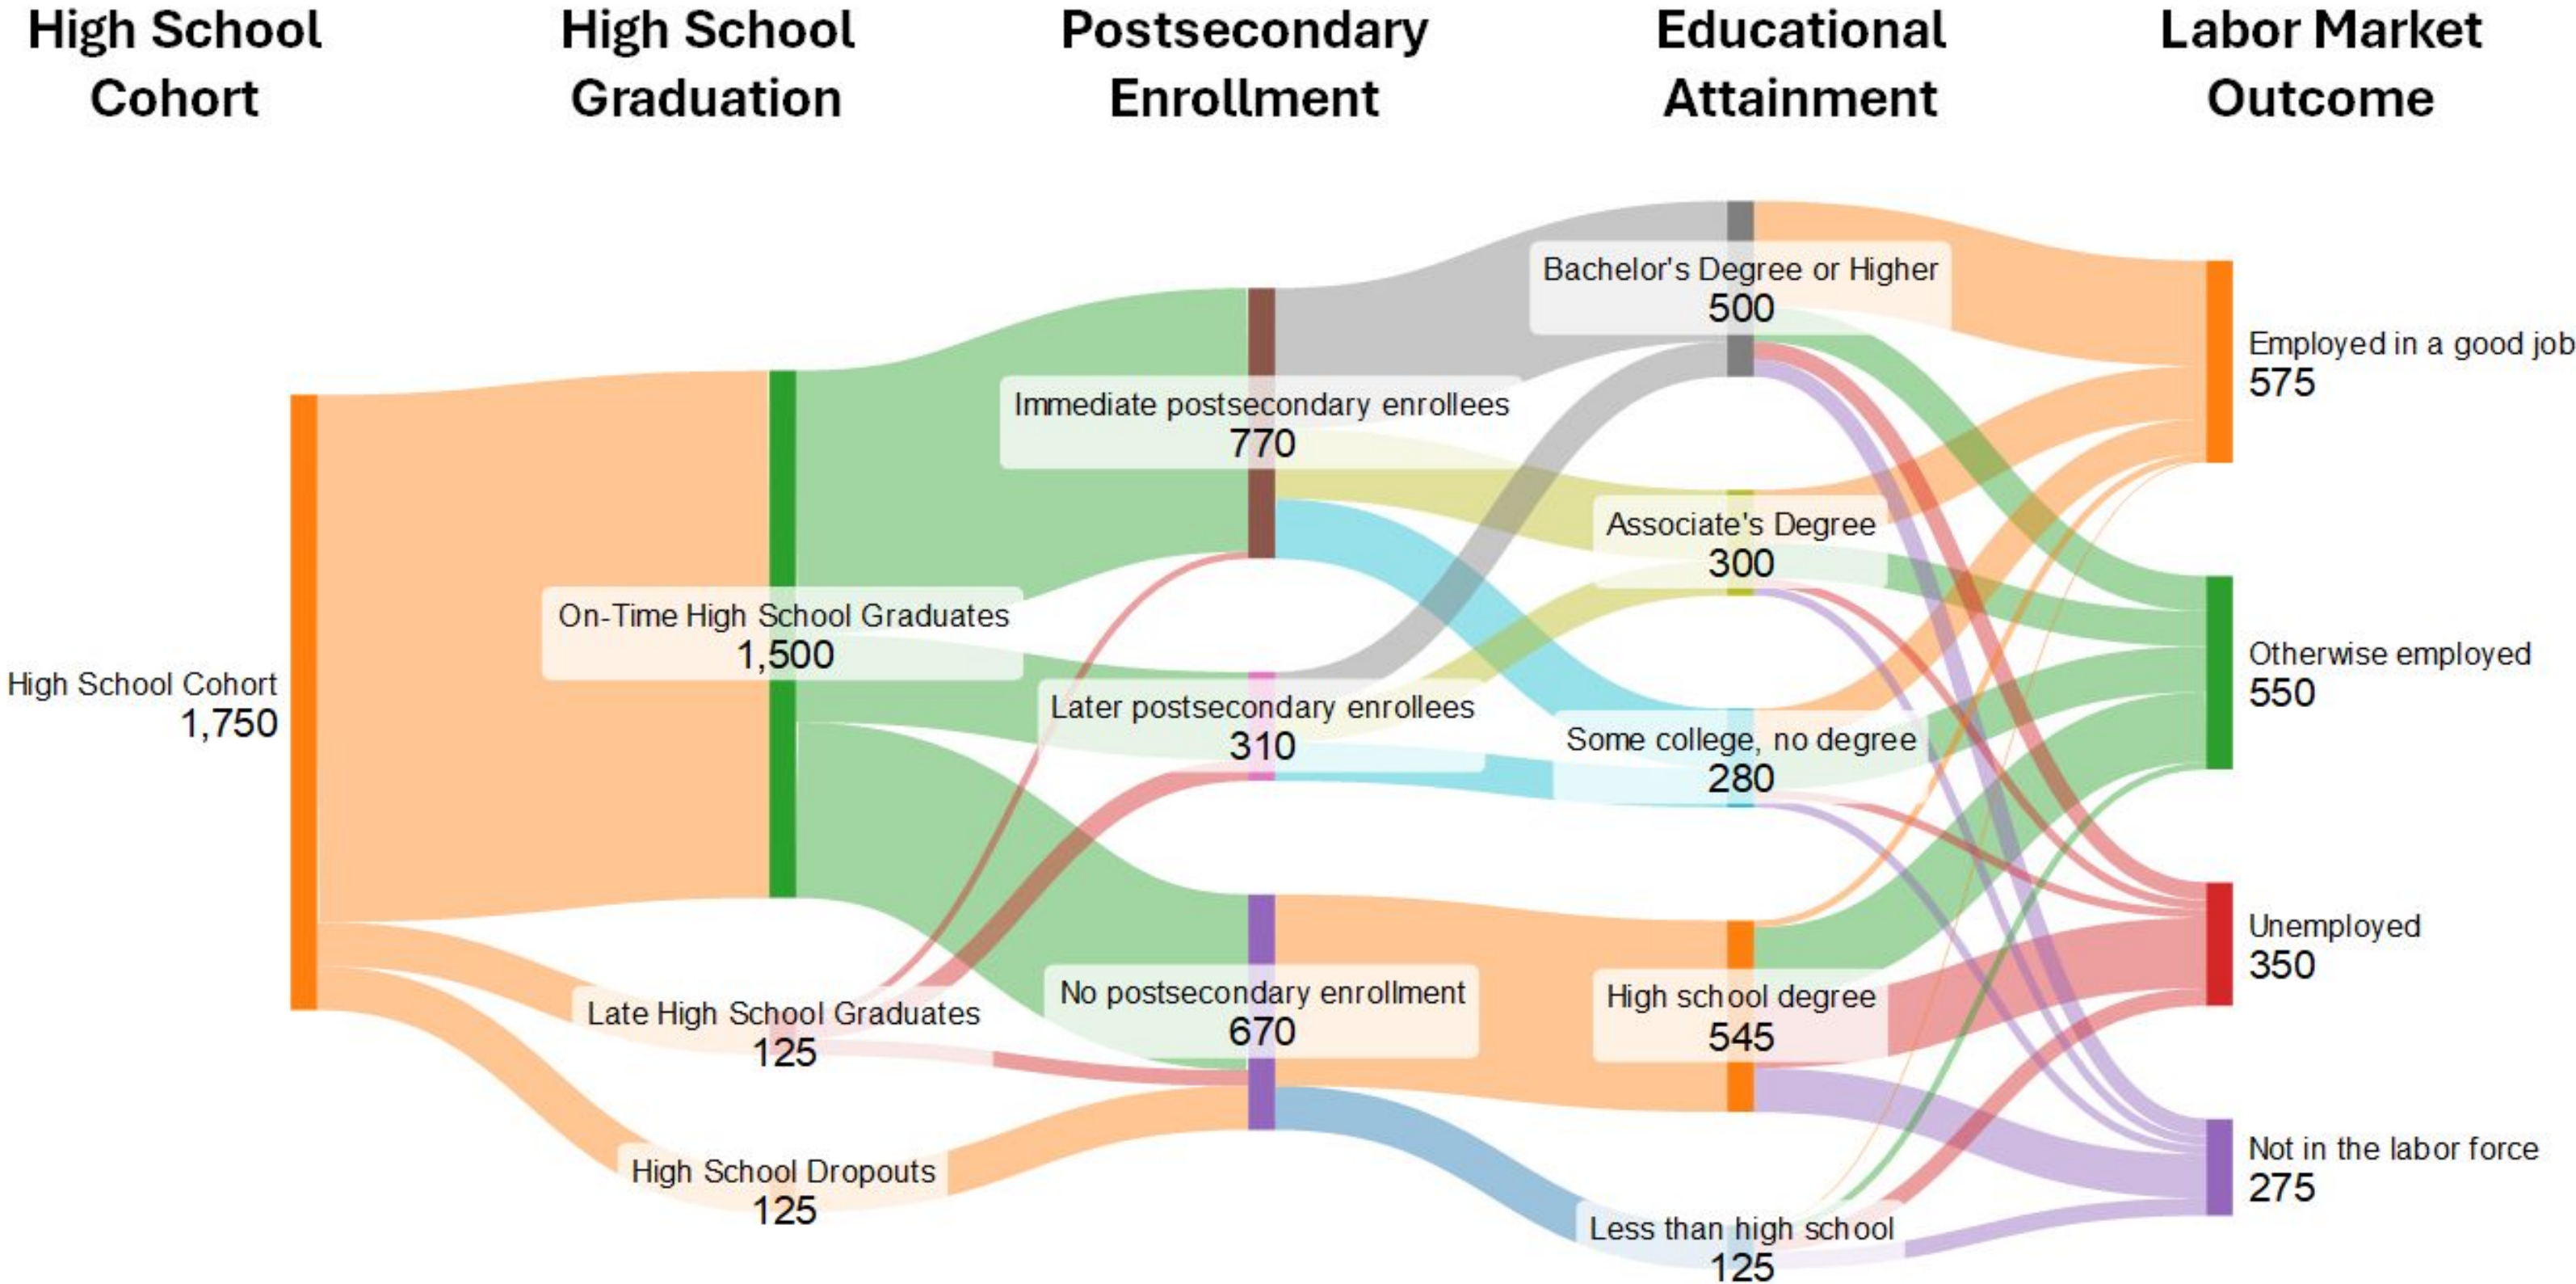 High School
Cohort
High School
Graduation
Postsecondary
Enrollment
Educational
Attainment
Labor Market
Outcome
High School Cohort
1,750
On-Time High School Graduates
1,500
Late High School Graduates
125
High School Dropouts
125
Immediate postsecondary enrollees
770
Later postsecondary enrollees
310
No postsecondary enrollment
670
Bachelor's Degree or Higher
500
Associate's Degree
300
Some college, no degree
280
High school degree
545
Less than high school
125
Employed in a good job
575
Otherwise employed
550
Unemployed
350
Not in the labor force
275